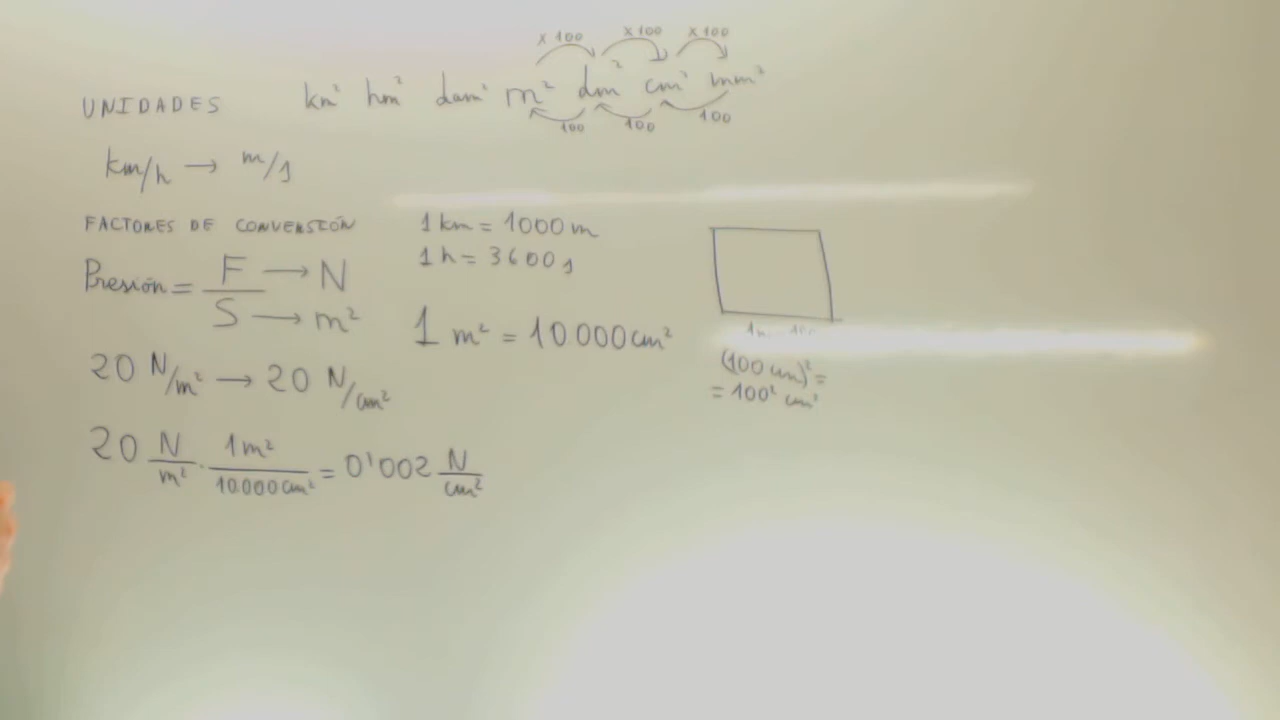 x 100 x 100 x 100
UNIDADES km² hm² dam² m² dm² cm² mm²
100 100 100
km/h → m/s
FACTORES DE CONVERSIÓN
1 km = 1000 m
1 h = 3600 s
Presión = F/S
F → N
S → m²
1 m² = 10.000 cm²
20 N/m² → 20 N/cm²
20 N/m² · 1m²/10.000 cm² = 0'002 N/cm²
(100 cm)² =
= 100² cm²